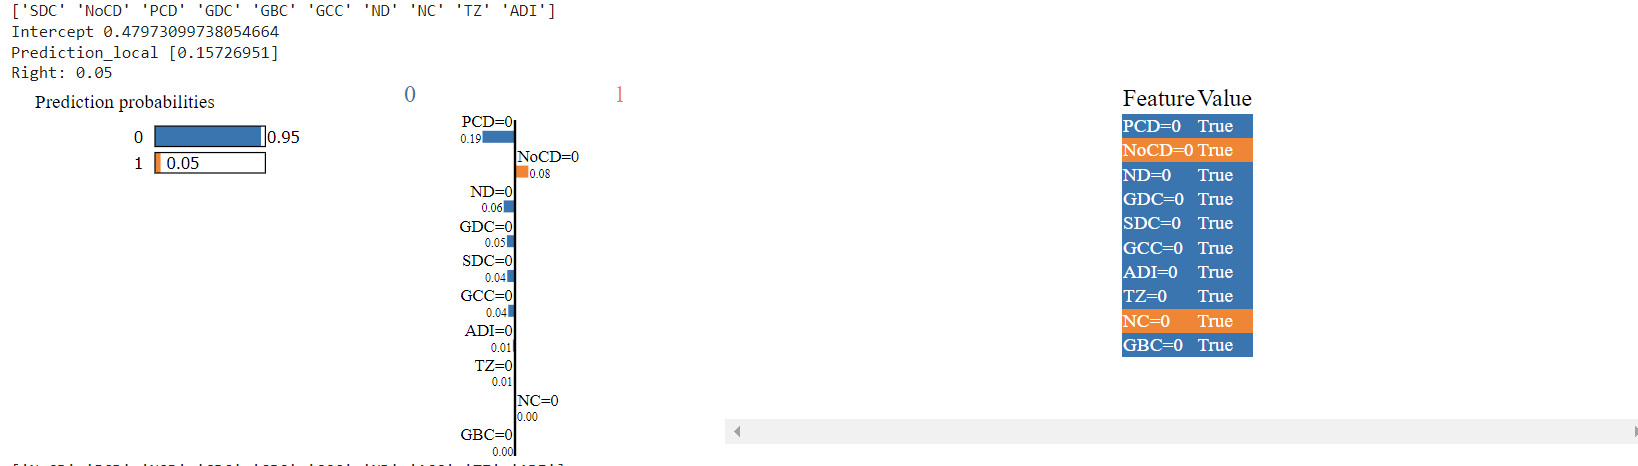 ['SDC' 'NoCD' 'PCD' 'GDC' 'GBC' 'GCC' 'ND' 'NC' 'TZ' 'ADI']
Intercept 0.47973099738054664
Prediction_local [0.15726951]
Right: 0.05
Prediction probabilities
0 0.95
1 0.05
0 1
PCD=0
0.19
NoCD=0
0.08
ND=0
0.06
GDC=0
0.05
SDC=0
0.04
GCC=0
0.04
ADI=0
0.01
TZ=0
0.01
NC=0
0.00
GBC=0
0.00
Feature Value
PCD=0 True
NoCD=0 True
ND=0 True
GDC=0 True
SDC=0 True
GCC=0 True
ADI=0 True
TZ=0 True
NC=0 True
GBC=0 True